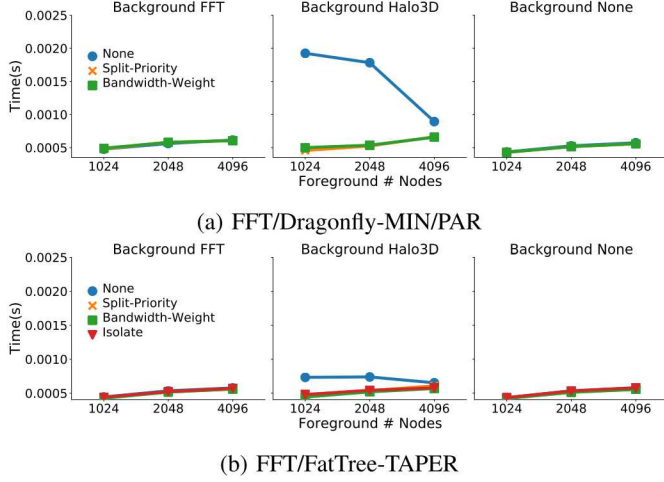 Background FFT Background Halo3D Background None
0.0025
0.0020
0.0015
0.0010
0.0005
Time(s)
None
Split-Priority
Bandwidth-Weight
1024 2048 4096 1024 2048 4096 1024 2048 4096
Foreground # Nodes
(a) FFT/Dragonfly-MIN/PAR
Background FFT Background Halo3D Background None
0.0025
0.0020
0.0015
0.0010
0.0005
Time(s)
None
Split-Priority
Bandwidth-Weight
Isolate
1024 2048 4096 1024 2048 4096 1024 2048 4096
Foreground # Nodes
(b) FFT/FatTree-TAPER